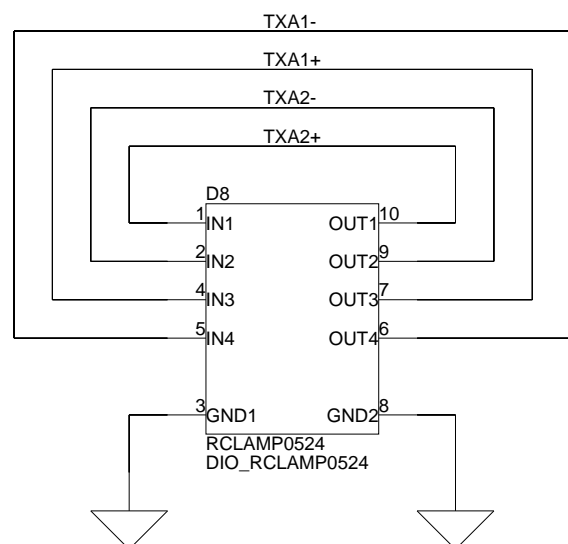 TXA1-
TXA1+
TXA2-
TXA2+
D8
1 IN1 OUT1 10
2 IN2 OUT2 9
4 IN3 OUT3 7
5 IN4 OUT4 6
3 GND1 GND2 8
RCLAMP0524
DIO_RCLAMP0524